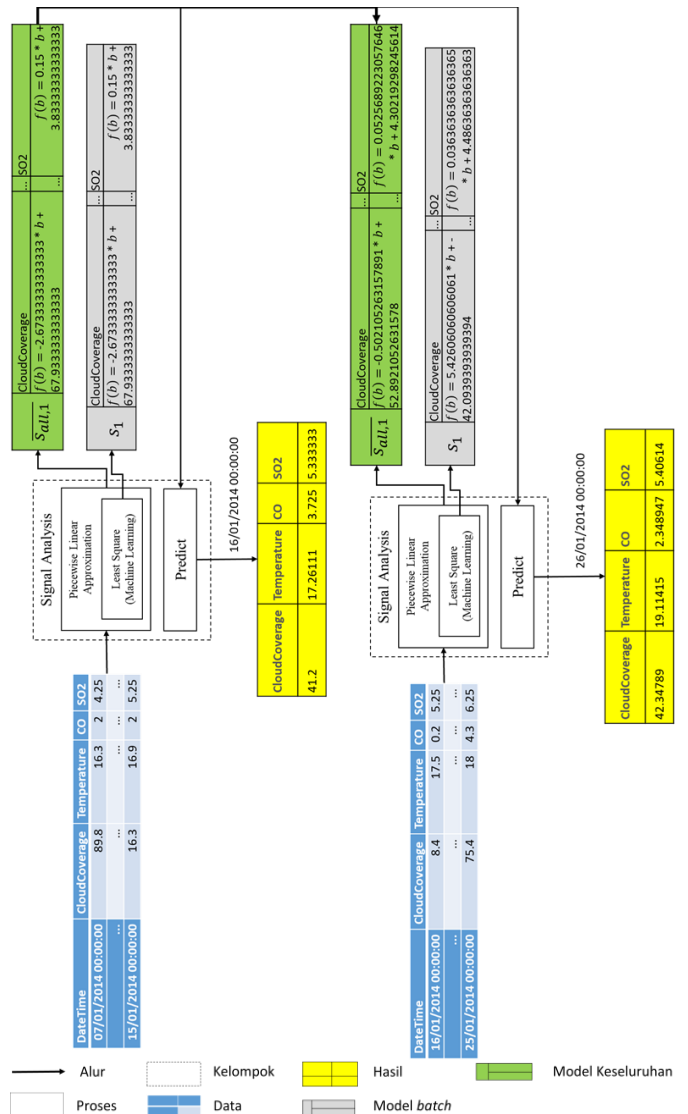 DateTime CloudCoverage Temperature CO SO2
07/01/2014 00:00:00 89.8 16.3 2 4.25
... ... ... ... ...
15/01/2014 00:00:00 16.3 16.9 2 5.25
Signal Analysis
Piecewise Linear
Approximation
Least Square
(Machine Learning)
Predict
S_all,1
CloudCoverage ... SO2
f(b) = -2.67333333333333 * b + 67.9333333333333 ... f(b) = 0.15 * b + 3.83333333333333
S_1
CloudCoverage ... SO2
f(b) = -2.67333333333333 * b + 67.9333333333333 ... f(b) = 0.15 * b + 3.83333333333333
16/01/2014 00:00:00
CloudCoverage Temperature CO SO2
41.2 17.26111 3.725 5.333333
DateTime CloudCoverage Temperature CO SO2
16/01/2014 00:00:00 8.4 17.5 0.2 5.25
... ... ... ... ...
25/01/2014 00:00:00 75.4 18 4.3 6.25
Signal Analysis
Piecewise Linear
Approximation
Least Square
(Machine Learning)
Predict
S_all,1
CloudCoverage ... SO2
f(b) = -0.502105263157891 * b + 52.8921052631578 ... f(b) = 0.0525689223057646 * b + 4.30219298245614
S_1
CloudCoverage ... SO2
f(b) = 5.42606060606061 * b + - 42.0939393939394 ... f(b) = 0.0363636363636365 * b + 4.48636363636363
26/01/2014 00:00:00
CloudCoverage Temperature CO SO2
42.34789 19.11415 2.348947 5.40614
Alur
Kelompok
Hasil
Model Keseluruhan
Proses
Data
Model batch